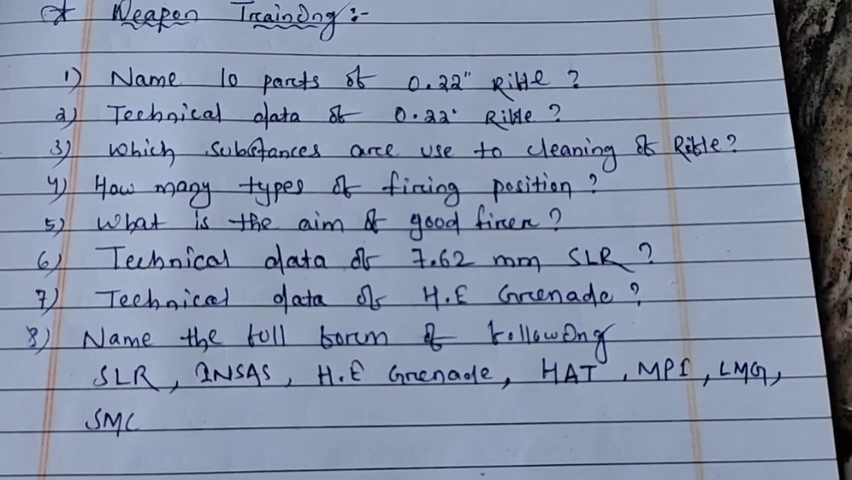 * Weapon Training :-
1) Name 10 parts of 0.22" Rifle ?
2) Technical data of 0.22" Rifle ?
3) Which substances are use to cleaning of Rifle ?
4) How many types of firing position ?
5) What is the aim of good firer ?
6) Technical data of 7.62 mm SLR ?
7) Technical data of H.E Grenade ?
8) Name the full form of following
SLR, INSAS, H.E Grenade, HAT, MPI, LMG,
SMC